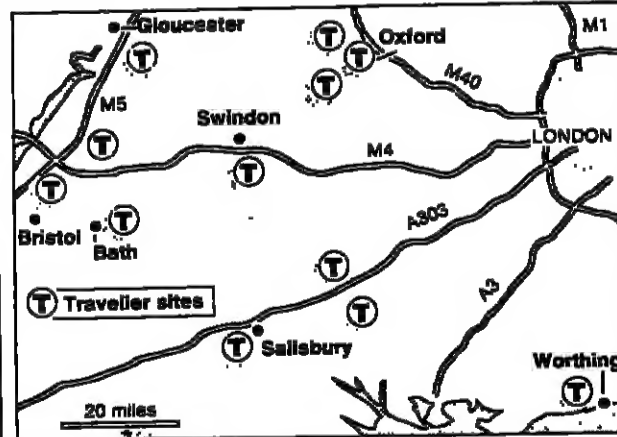 Gloucester
T
T
Oxford
T
M1
T
M5
M40
Swindon
T
T
M4
LONDON
T
Bristol
T
Bath
A303
T
T Traveller sites
T
A3
T
Salisbury
Worthing
T
20 miles